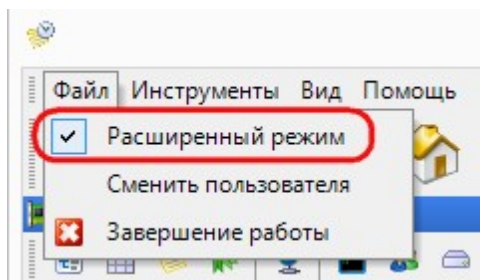 Файл Инструменты Вид Помощь
Расширенный режим
Сменить пользователя
Завершение работы